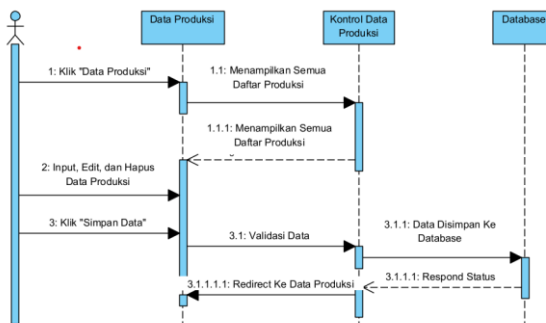 Data Produksi
Kontrol Data
Produksi
Database
1: Klik "Data Produksi"
1.1: Menampilkan Semua
Daftar Produksi
1.1.1: Menampilkan Semua
Daftar Produksi
2: Input, Edit, dan Hapus
Data Produksi
3: Klik "Simpan Data"
3.1: Validasi Data
3.1.1: Data Disimpan Ke
Database
3.1.1.1: Respond Status
3.1.1.1.1: Redirect Ke Data Produksi